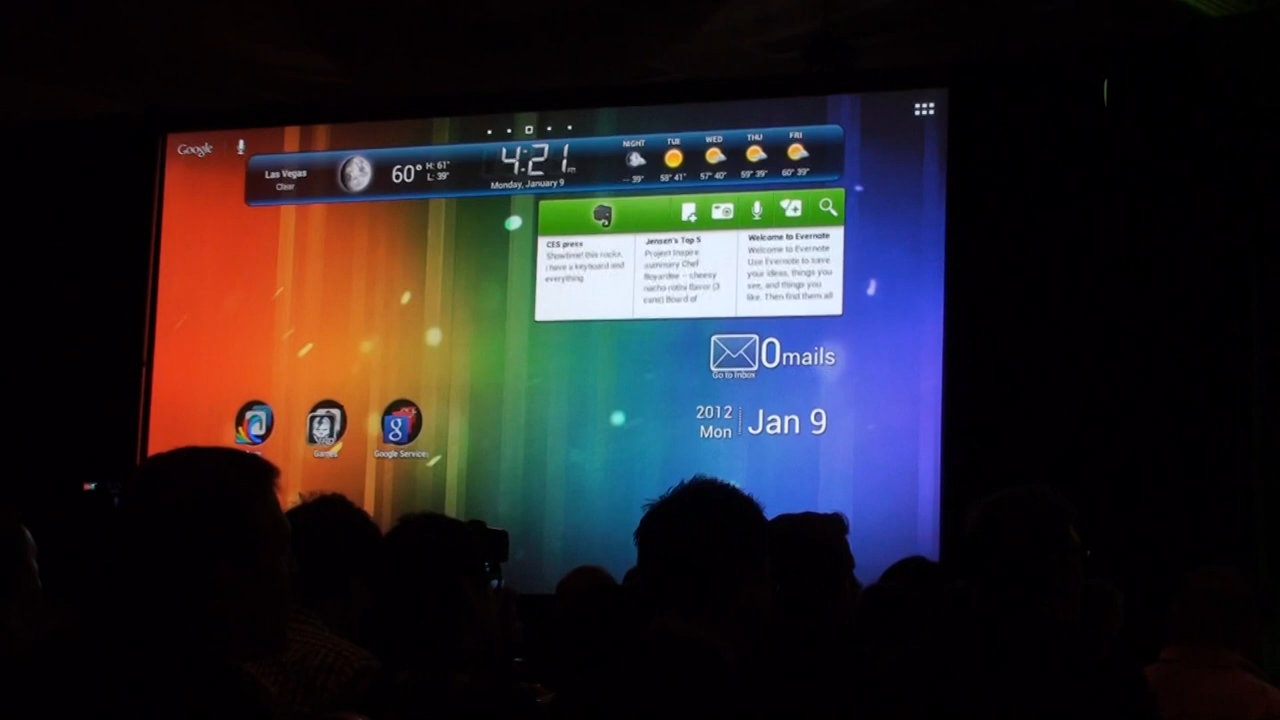 Google
Las Vegas
Clear
60°
H: 61°
L: 39°
4:21
Monday, January 9
NIGHT
-- 39°
TUE
58° 41°
WED
57° 40°
THU
59° 39°
FRI
60° 39°
CES press
Showtime! this rocks,
i have a keyboard and
everything
Jensen's Top 5
Project Inspire
summary Chef
Boyardee – cheesy
nacho rotini flavor (3
cans) Board of
Welcome to Evernote
Welcome to Evernote
Use Evernote to save
your ideas, things you
see, and things you
like. Then find them all
0mails
Go to Inbox
2012
Mon
Jan 9
Games
Google Services